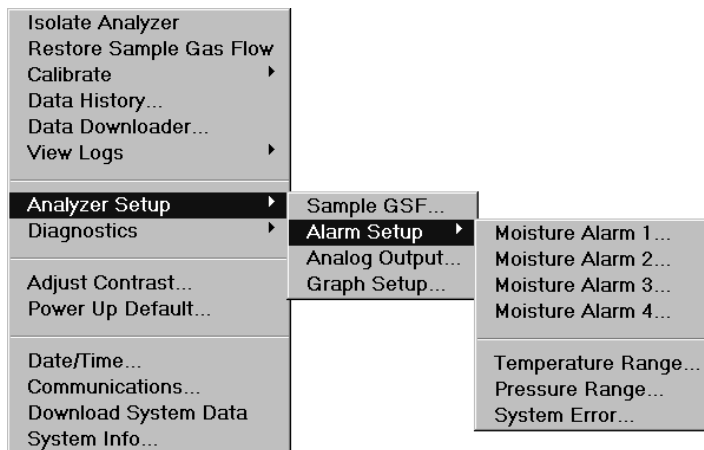 Isolate Analyzer
Restore Sample Gas Flow
Calibrate
Data History...
Data Downloader...
View Logs
Analyzer Setup
Diagnostics
Adjust Contrast...
Power Up Default...
Date/Time...
Communications...
Download System Data
System Info...
Sample GSF...
Alarm Setup
Analog Output...
Graph Setup...
Moisture Alarm 1...
Moisture Alarm 2...
Moisture Alarm 3...
Moisture Alarm 4...
Temperature Range...
Pressure Range...
System Error...